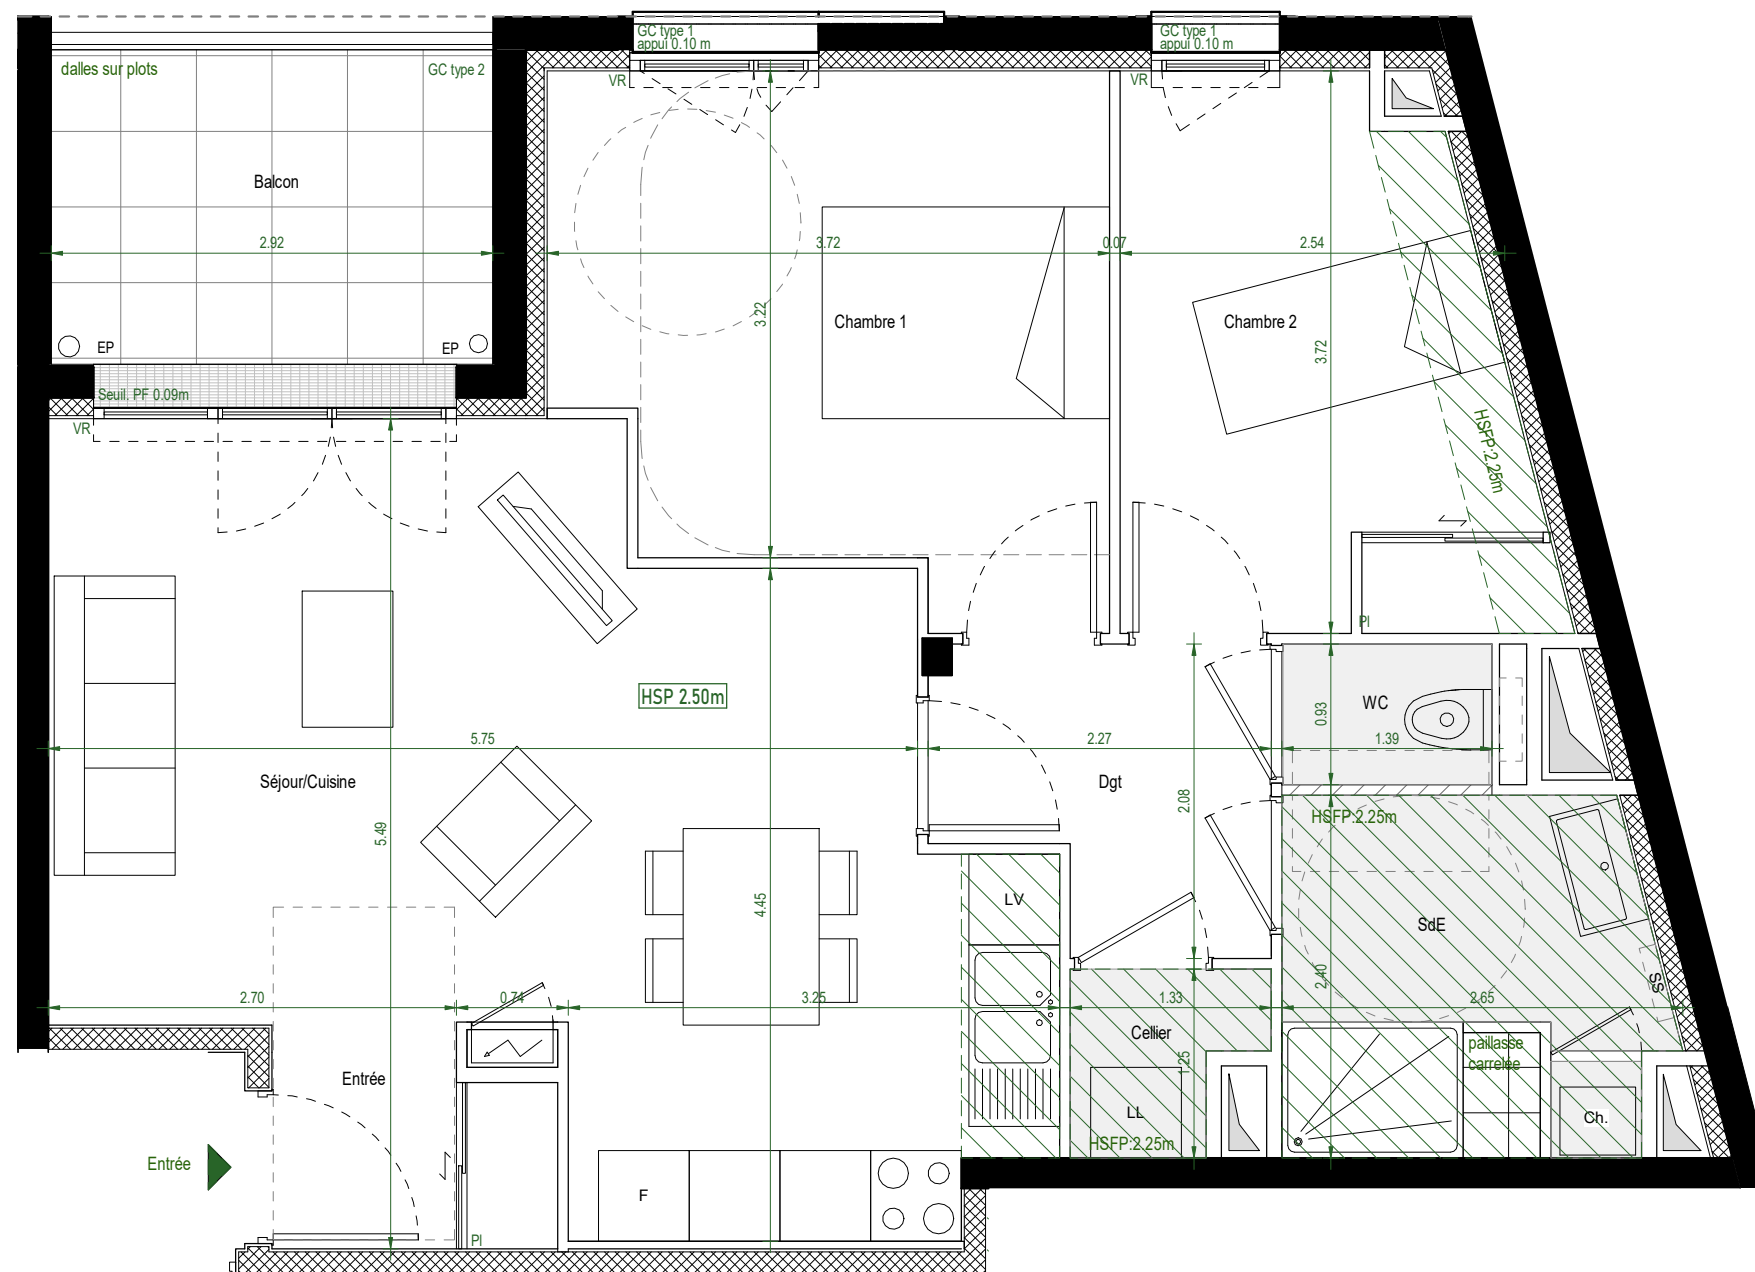 GC type 1
appui 0.10 m
GC type 1
appui 0.10 m
dalles sur plots
GC type 2
VR
VR
Balcon
2.92
3.72
0.07
2.54
3.22
Chambre 1
Chambre 2
3.72
EP
EP
Seuil. PF 0.09m
VR
HSFP:2.25m
PI
HSP 2.50m
WC
0.93
5.75
2.27
1.39
Séjour/Cuisine
Dgt
2.08
HSFP:2.25m
5.49
4.45
LV
SdE
2.40
SS
2.70
0.74
3.25
1.33
2.65
Cellier
paillasse
carrelée
1.25
Entrée
LL
Ch.
HSFP:2.25m
Entrée
F
PI